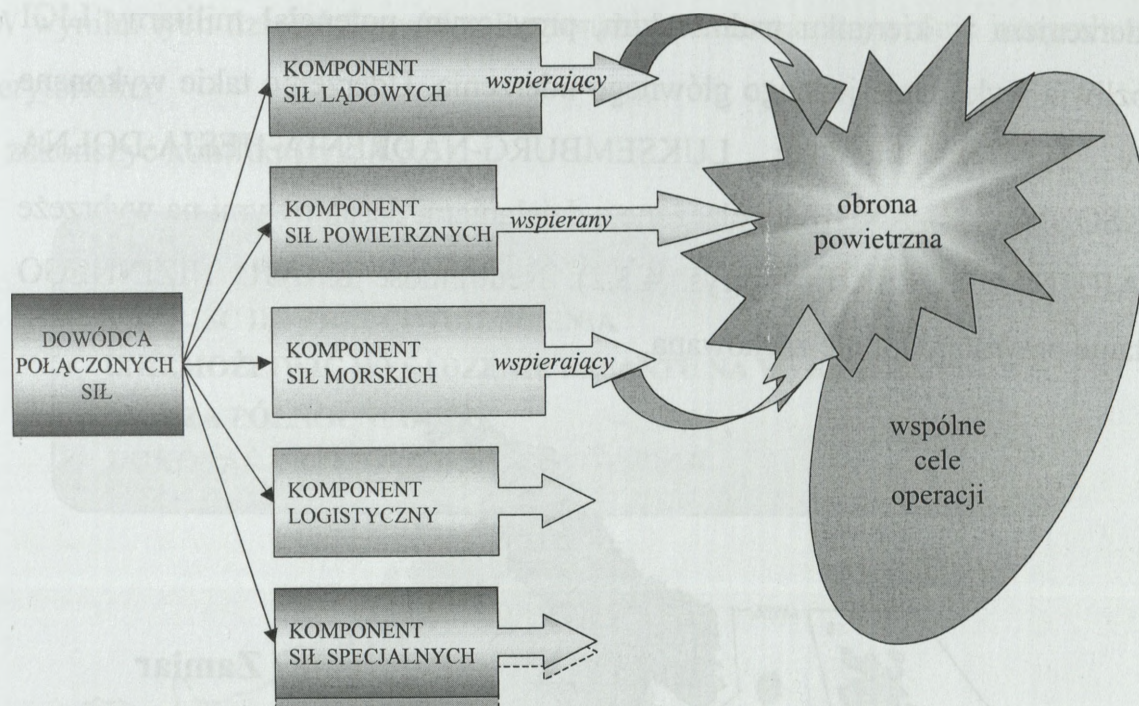 KOMPONENT
SIŁ LĄDOWYCH
wspierający
KOMPONENT
SIŁ POWIETRZNYCH
wspierany
obrona
powietrzna
DOWÓDCA
POŁĄCZONYCH
SIŁ
KOMPONENT
SIŁ MORSKICH
wspierający
wspólne
cele
operacji
KOMPONENT
LOGISTYCZNY
KOMPONENT
SIŁ SPECJALNYCH